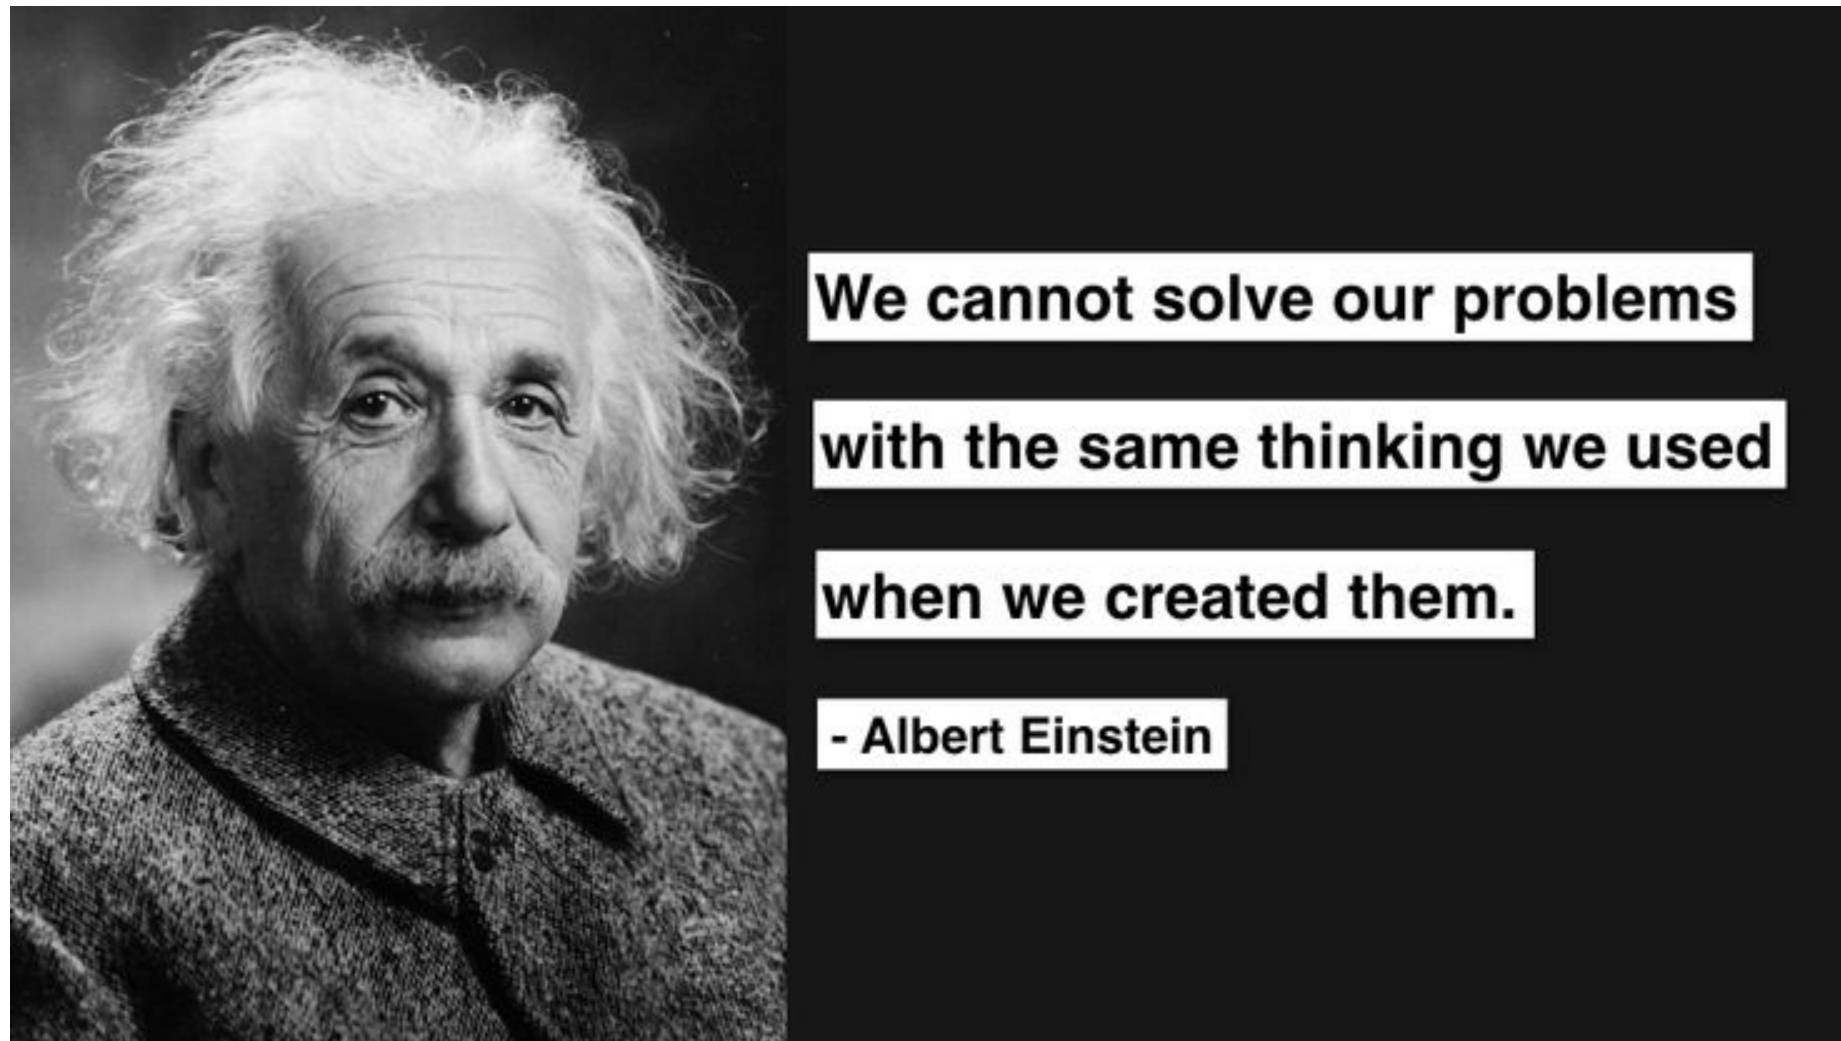 We cannot solve our problems
with the same thinking we used
when we created them.
- Albert Einstein